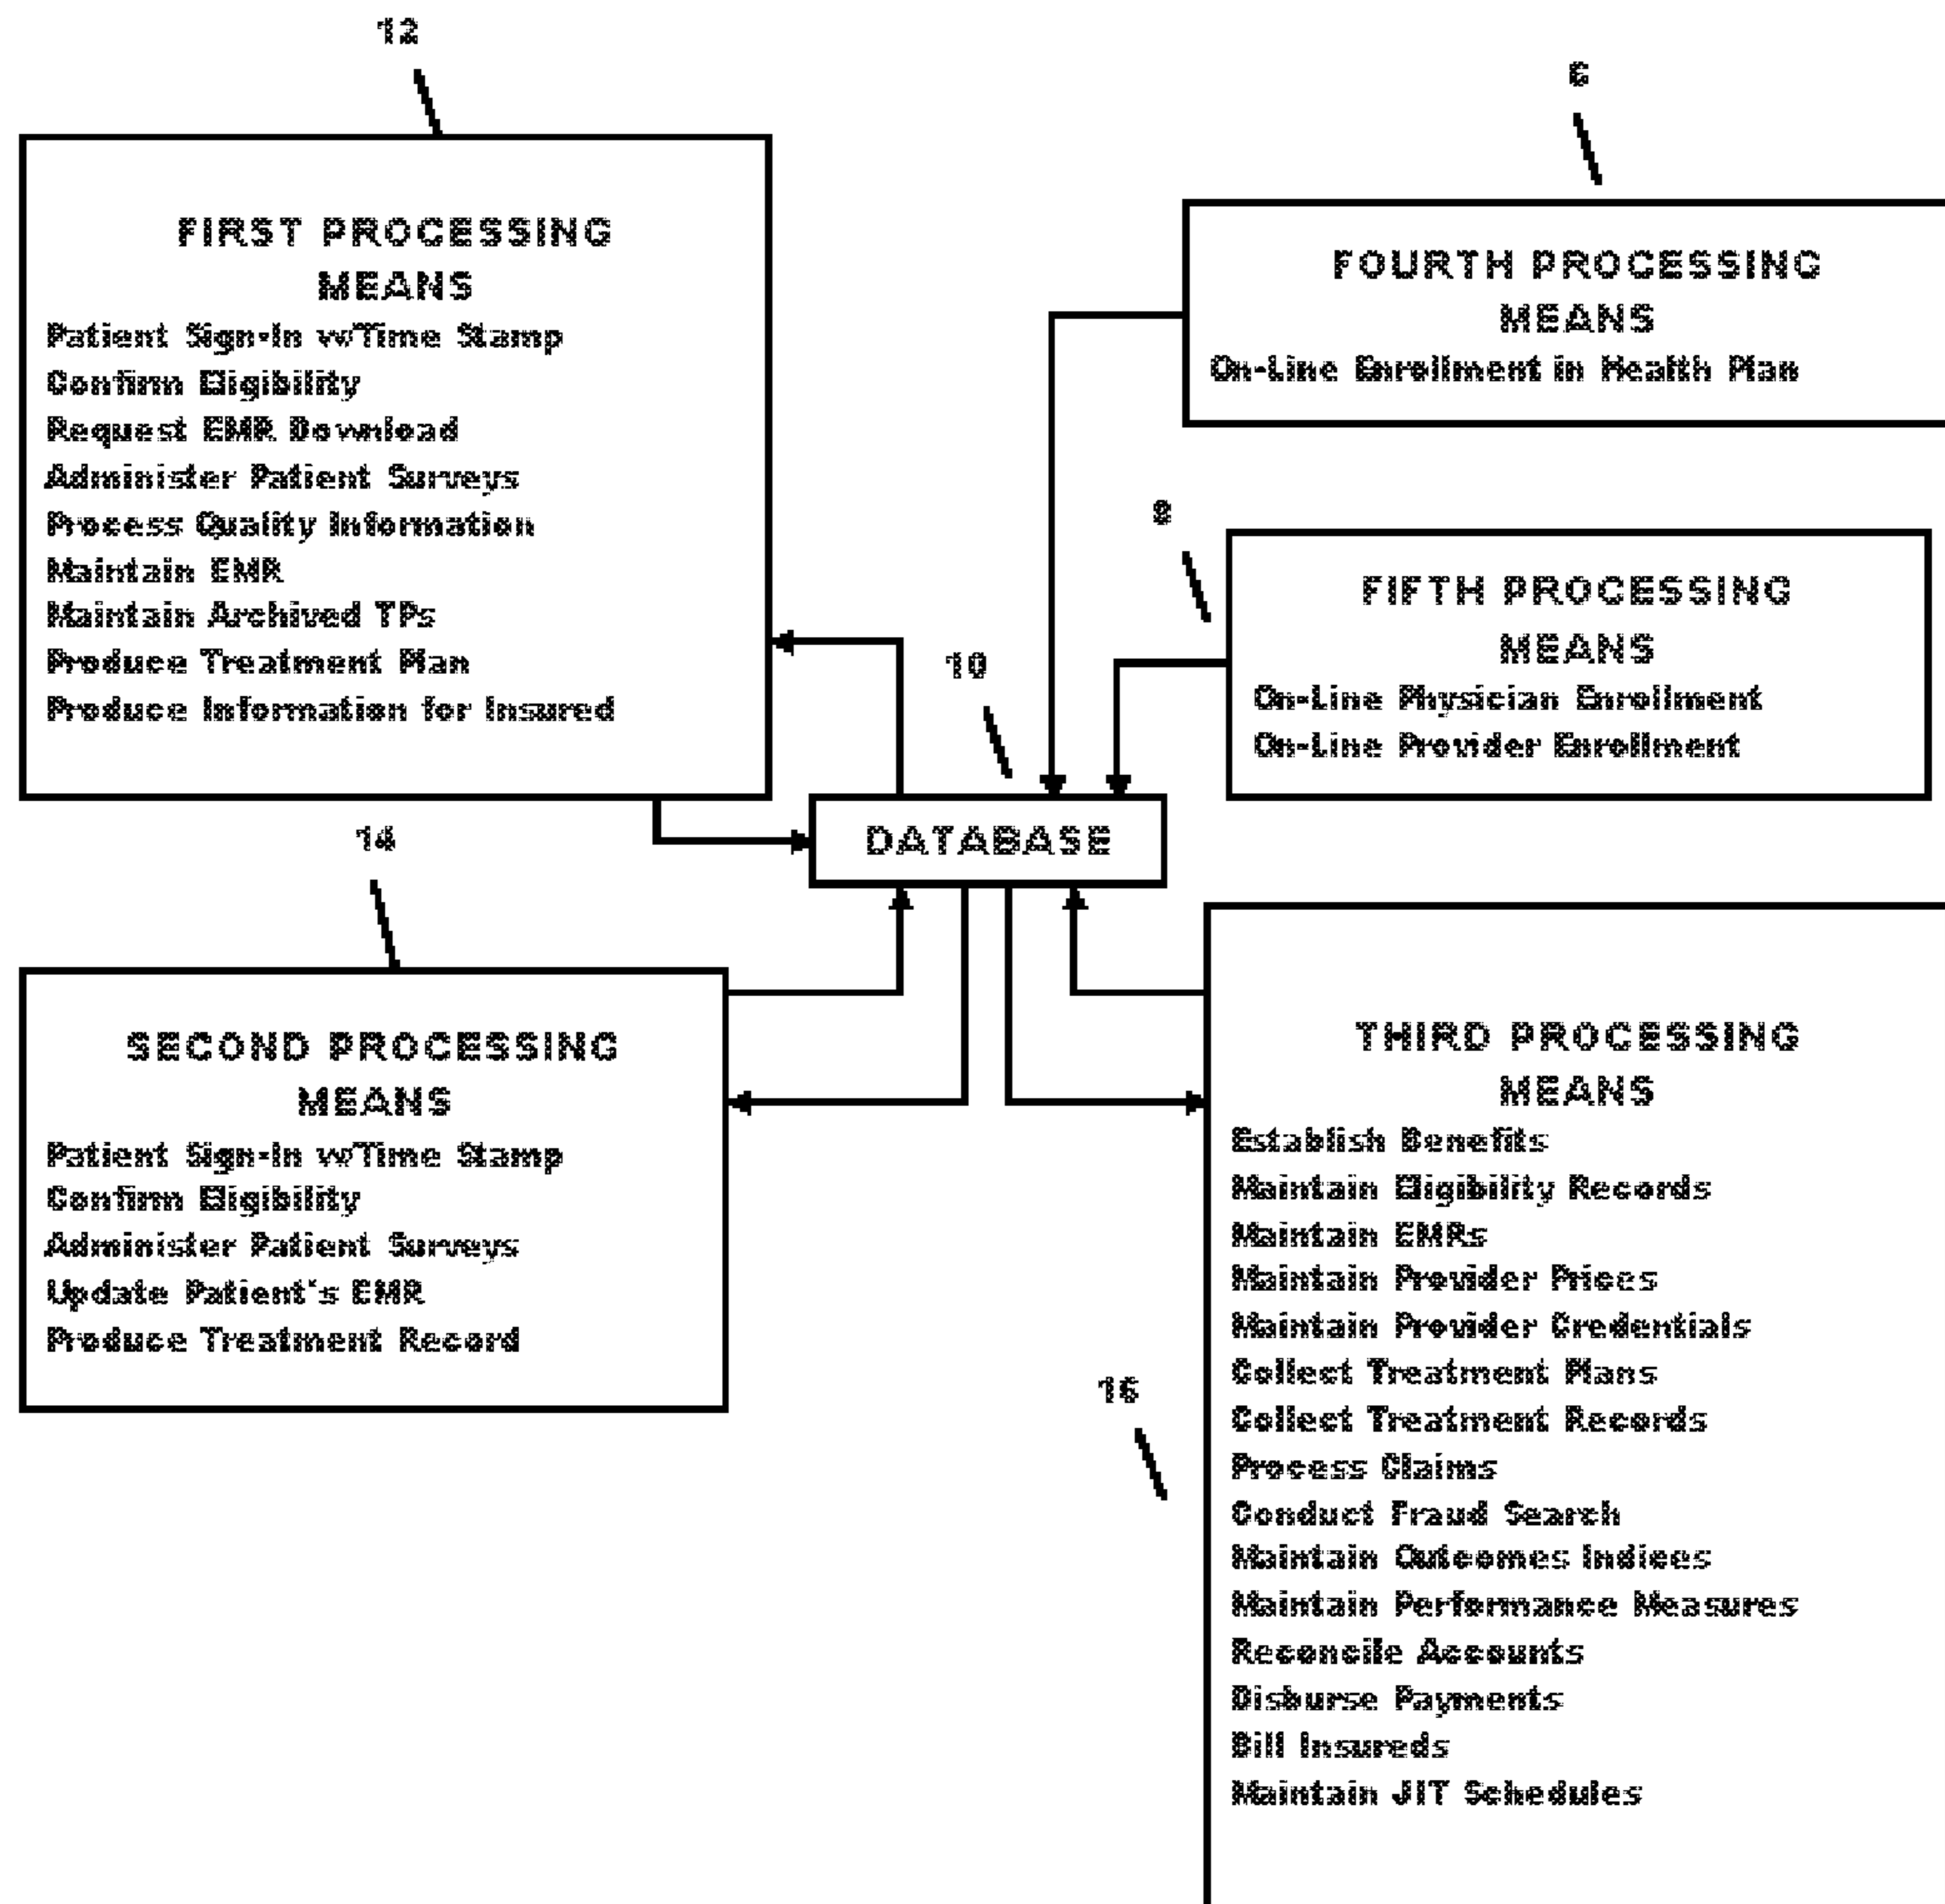 12
FIRST PROCESSING
MEANS
Patient Sign-In w/Time Stamp
Confirm Eligibility
Request EMR Download
Administer Patient Surveys
Process Quality Information
Maintain EMR
Maintain Archived TPs
Produce Treatment Plan
Produce Information for Insured
FOURTH PROCESSING
MEANS
On-Line Enrollment in Health Plan
FIFTH PROCESSING
MEANS
On-Line Physician Enrollment
On-Line Provider Enrollment
10
DATABASE
14
SECOND PROCESSING
MEANS
Patient Sign-In w/Time Stamp
Confirm Eligibility
Administer Patient Surveys
Update Patient's EMR
Produce Treatment Record
16
THIRD PROCESSING
MEANS
Establish Benefits
Maintain Eligibility Records
Maintain EMRs
Maintain Provider Prices
Maintain Provider Credentials
Collect Treatment Plans
Collect Treatment Records
Process Claims
Conduct Fraud Search
Maintain Outcomes Indices
Maintain Performance Measures
Reconcile Accounts
Disburse Payments
Bill Insureds
Maintain JIT Schedules